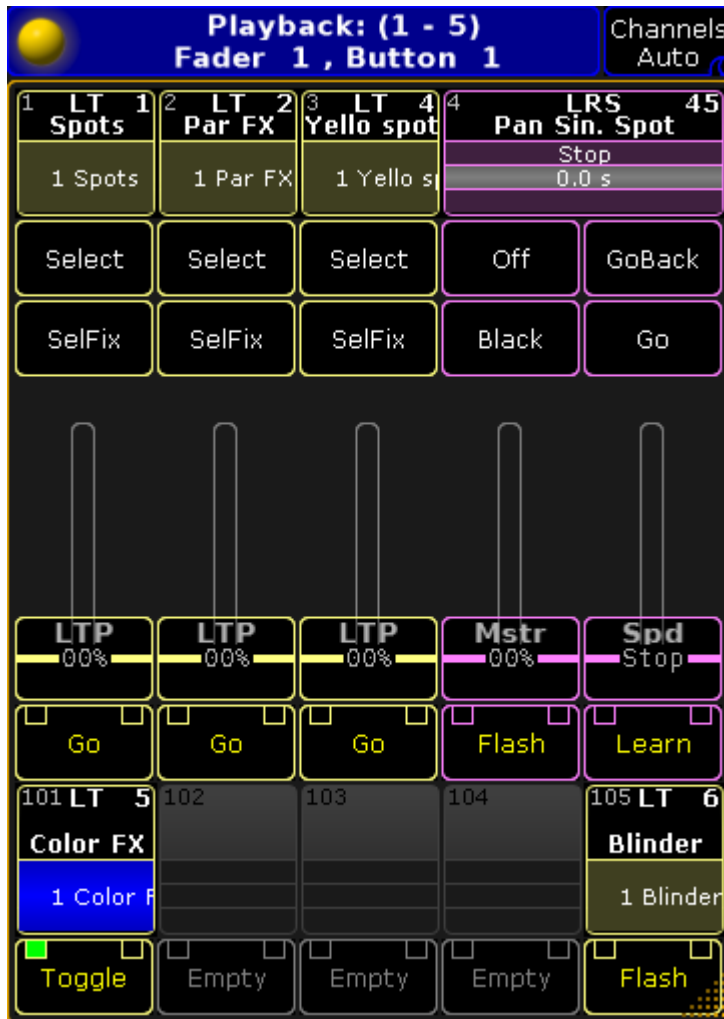 Playback: (1 - 5) Channels
Fader 1 , Button 1 Auto
1 LT 1 2 LT 2 3 LT 4 4 LRS 45
Spots Par FX Yello spot Pan Sin. Spot
Stop
1 Spots 1 Par FX 1 Yello s 0.0 s
Select Select Select Off GoBack
SelFix SelFix SelFix Black Go
LTP LTP LTP Mstr Spd
00% 00% 00% 00% Stop
Go Go Go Flash Learn
101 LT 5 102 103 104 105 LT 6
Color FX Blinder
1 Color F 1 Blinder
Toggle Empty Empty Empty Flash